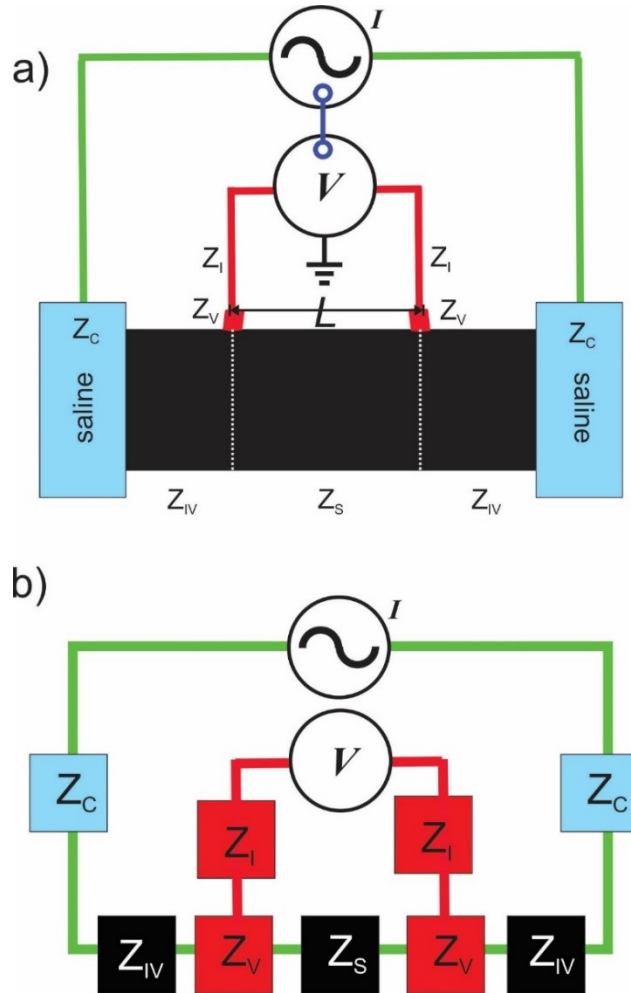 a)
I
V
Z_I Z_I
Z_V L Z_V
Z_C Z_C
saline saline
Z_IV Z_S Z_IV
b)
I
V
Z_C Z_C
Z_I Z_I
Z_IV Z_V Z_S Z_V Z_IV